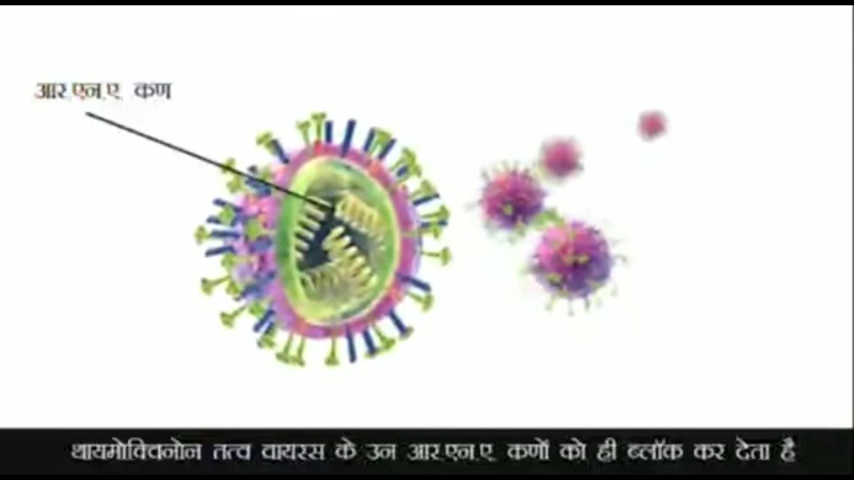 आर.एन.ए. कण
थायमोक्विनोन तत्व वायरस के उन आर.एन.ए. कणों को ही ब्लॉक कर देता है